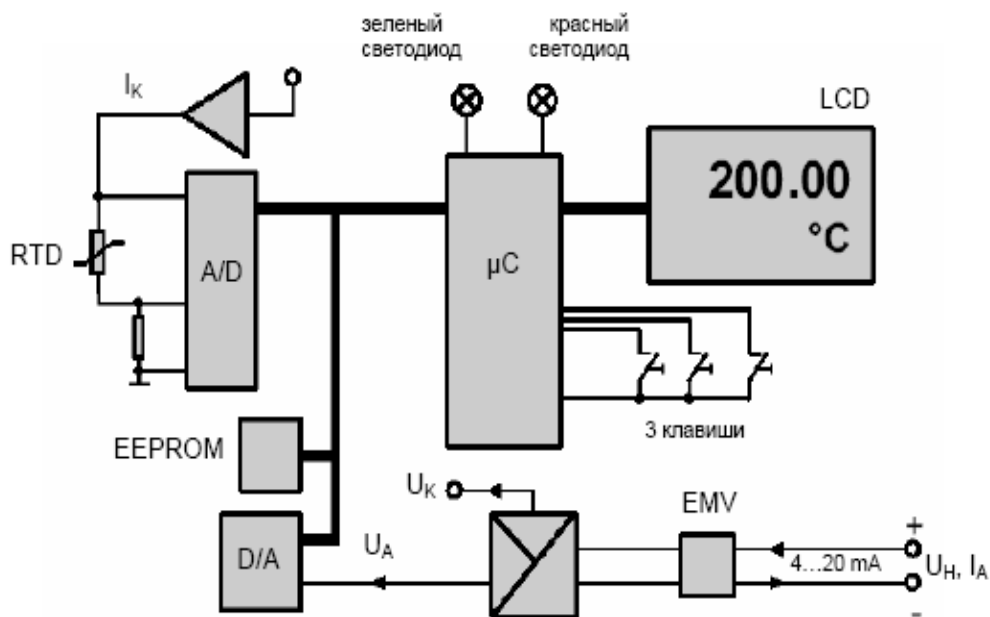 зеленый
светодиод
красный
светодиод
I_K
LCD
200.00
°C
RTD
A/D
µC
3 клавиши
EEPROM
U_K
EMV
D/A
U_A
+
4...20 mA
U_H, I_A
-